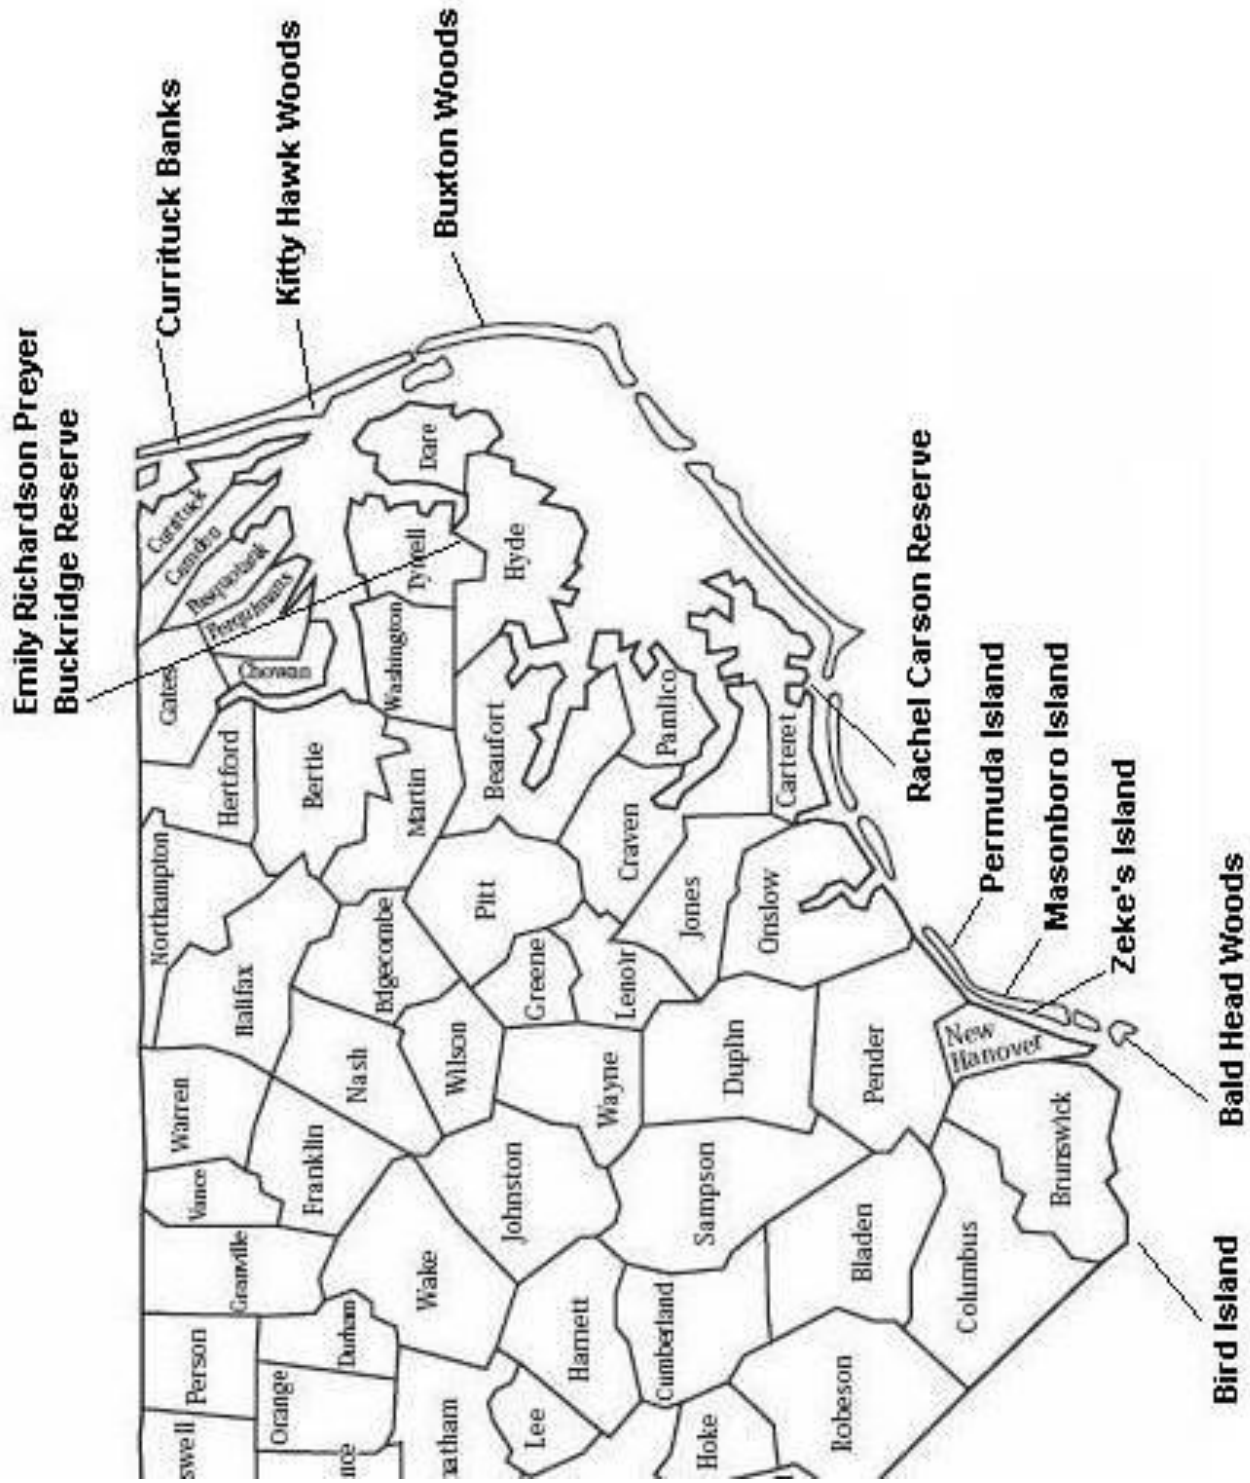 Emily Richardson Preyer
Buckridge Reserve
Currituck Banks
Kitty Hawk Woods
Buxton Woods
Rachel Carson Reserve
Permuda Island
Masonboro Island
Zeke's Island
Bald Head Woods
Bird Island
Currituck
Camden
Pasquotank
Perquimans
Chowan
Gates
Hertford
Northampton
Halifax
Warren
Vance
Granville
Person
swell
Orange
Durham
nce
Franklin
Nash
Edgecombe
Bertie
Martin
Washington
Tyrrell
Dare
Hyde
Beaufort
Pitt
Wilson
Greene
Wake
Johnston
Wayne
Lenoir
Craven
Pamlico
Carteret
Jones
Onslow
Duplin
Pender
New
Hanover
Brunswick
Columbus
Bladen
Sampson
Cumberland
Harnett
Lee
natham
Hoke
Robeson